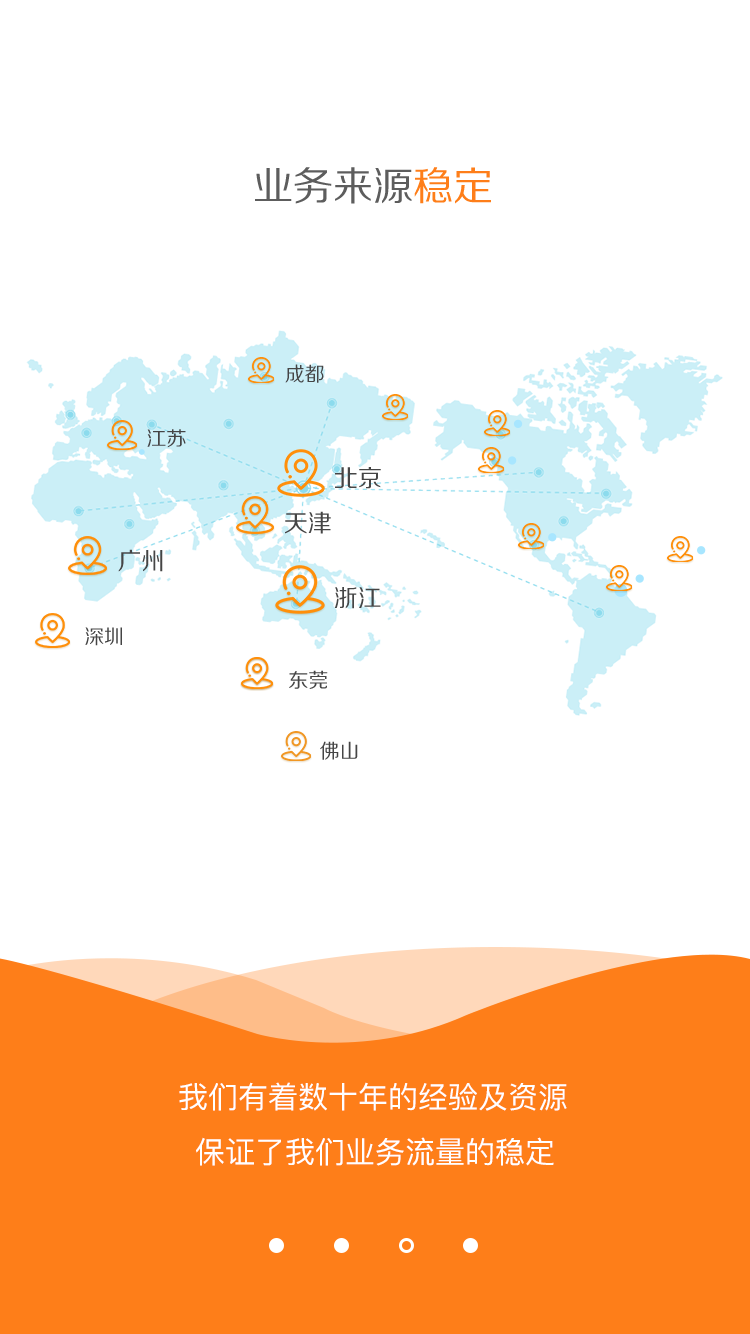 业务来源稳定
成都
江苏
北京
天津
广州
浙江
深圳
东莞
佛山
我们有着数十年的经验及资源
保证了我们业务流量的稳定